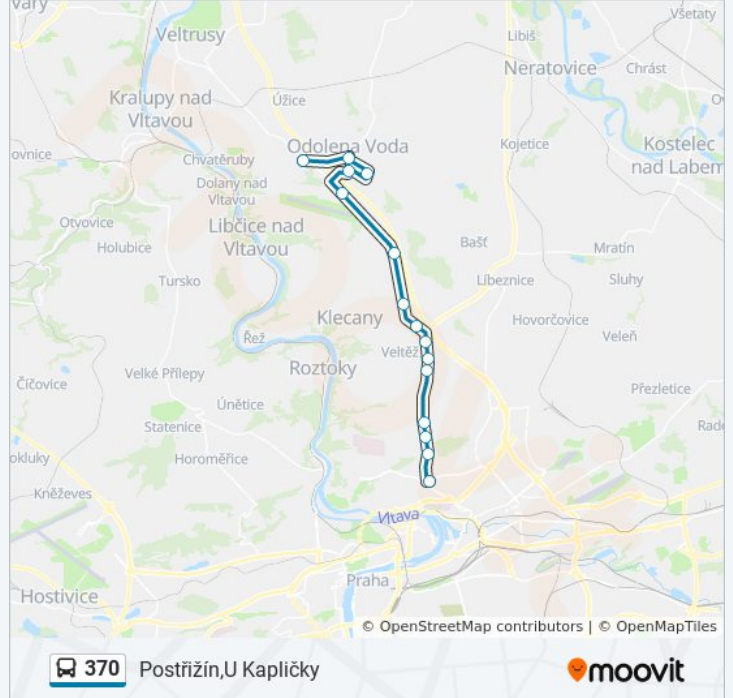 Vary
Všetaty
Veltrusy
Libiš
Neratovice
Chrást
Kralupy nad
Vltavou
Úžice
Odolena Voda
Kojetice
Kostelec
nad Labem
ovnice
Chvatěruby
Dolany nad
Vltavou
Otvovice
Libčice nad
Vltavou
Holubice
Bašť
Mratín
Tursko
Líbeznice
Sluhy
Klecany
Hovorčovice
Řež
Veltěž
Veleň
Roztoky
Velké Přílepy
Číčovice
Přezletice
Únětice
Statenice
Rado
okluky
Horoměřice
Kněževes
Vltava
Praha
Hostivice
© OpenStreetMap contributors | © OpenMapTiles
370 Postřižín,U Kapličky
moovit